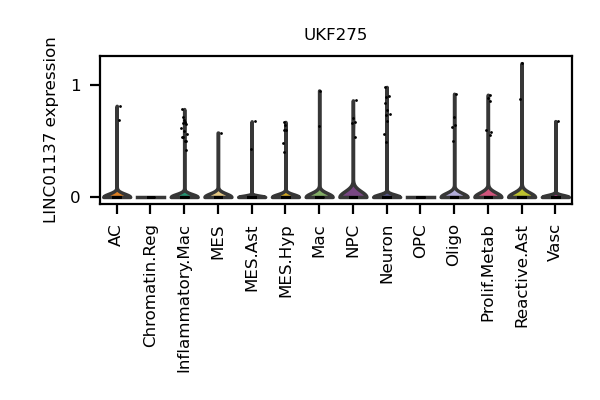 UKF275
LINC01137 expression
1
0
AC
Chromatin.Reg
Inflammatory.Mac
MES
MES.Ast
MES.Hyp
Mac
NPC
Neuron
OPC
Oligo
Prolif.Metab
Reactive.Ast
Vasc